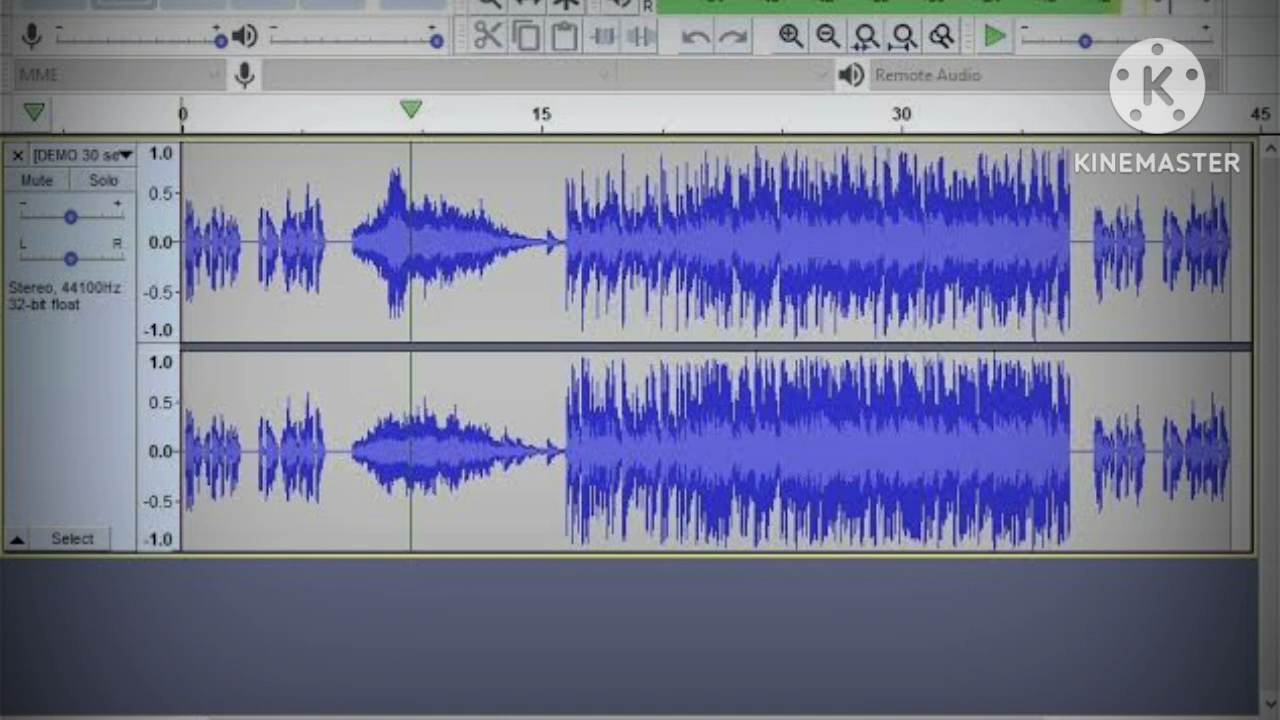 R
MME
Remote Audio
0 15 30 45
K
KINEMASTER
[DEMO 30 se
1.0
Mute Solo
0.5
- +
L R
0.0
Stereo, 44100Hz
32-bit float
-0.5
-1.0
1.0
0.5
0.0
-0.5
Select
-1.0